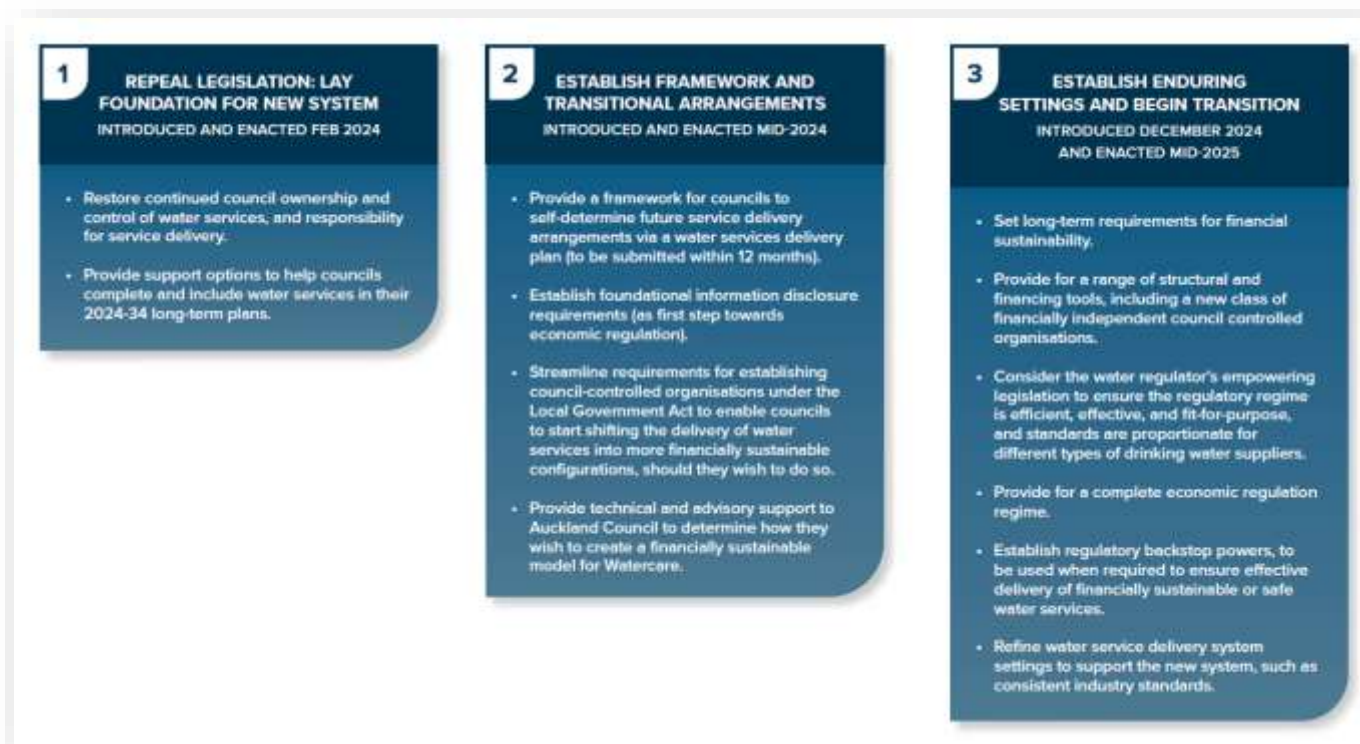 1
REPEAL LEGISLATION: LAY
FOUNDATION FOR NEW SYSTEM
INTRODUCED AND ENACTED FEB 2024
• Restore continued council ownership and
control of water services, and responsibility
for service delivery.
• Provide support options to help councils
complete and include water services in their
2024-34 long-term plans.
2
ESTABLISH FRAMEWORK AND
TRANSITIONAL ARRANGEMENTS
INTRODUCED AND ENACTED MID-2024
• Provide a framework for councils to
self-determine future service delivery
arrangements via a water services delivery
plan (to be submitted within 12 months).
• Establish foundational information disclosure
requirements (as first step towards
economic regulation).
• Streamline requirements for establishing
council-controlled organisations under the
Local Government Act to enable councils
to start shifting the delivery of water
services into more financially sustainable
configurations, should they wish to do so.
• Provide technical and advisory support to
Auckland Council to determine how they
wish to create a financially sustainable
model for Watercare.
3
ESTABLISH ENDURING
SETTINGS AND BEGIN TRANSITION
INTRODUCED DECEMBER 2024
AND ENACTED MID-2025
• Set long-term requirements for financial
sustainability.
• Provide for a range of structural and
financing tools, including a new class of
financially independent council controlled
organisations.
• Consider the water regulator's empowering
legislation to ensure the regulatory regime
is efficient, effective, and fit-for-purpose,
and standards are proportionate for
different types of drinking water suppliers.
• Provide for a complete economic regulation
regime.
• Establish regulatory backstop powers, to
be used when required to ensure effective
delivery of financially sustainable or safe
water services.
• Refine water service delivery system
settings to support the new system, such as
consistent industry standards.